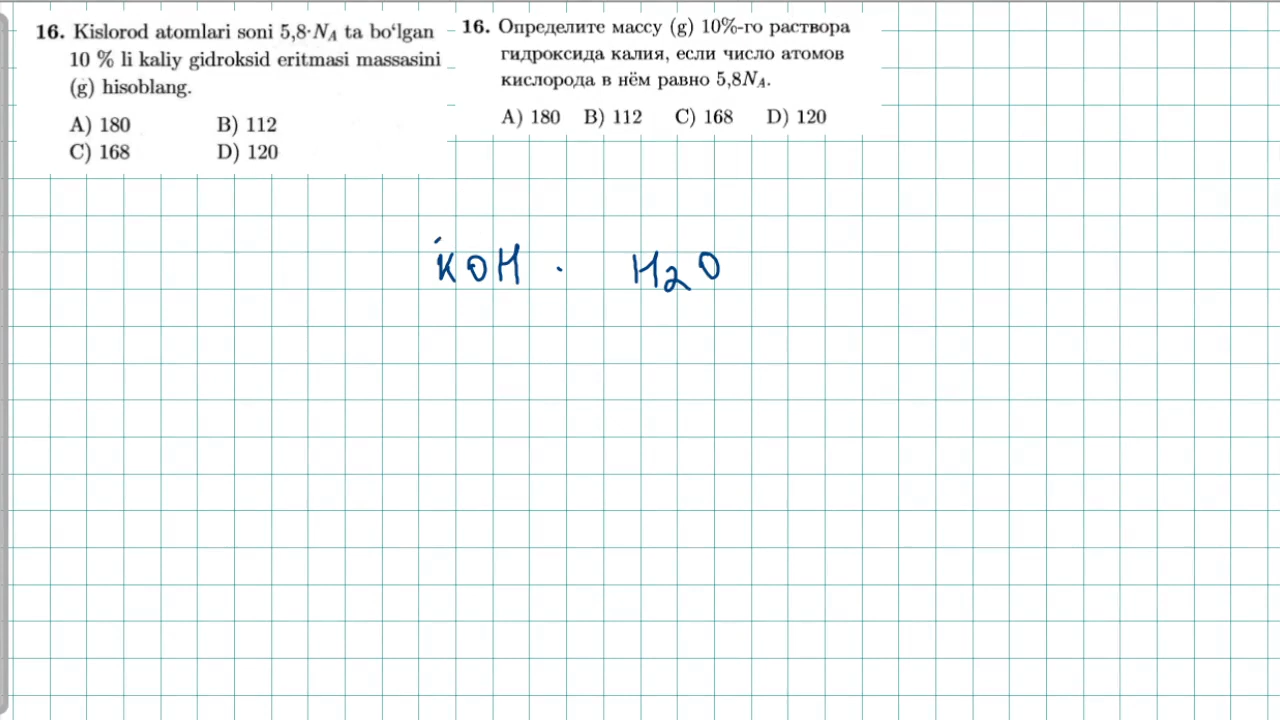 16. Kislorod atomlari soni 5,8·N_A ta bo‘lgan
10 % li kaliy gidroksid eritmasi massasini
(g) hisoblang.
A) 180 B) 112
C) 168 D) 120
16. Определите массу (g) 10%-го раствора
гидроксида калия, если число атомов
кислорода в нём равно 5,8N_A.
A) 180 B) 112 C) 168 D) 120
KOH . H2O